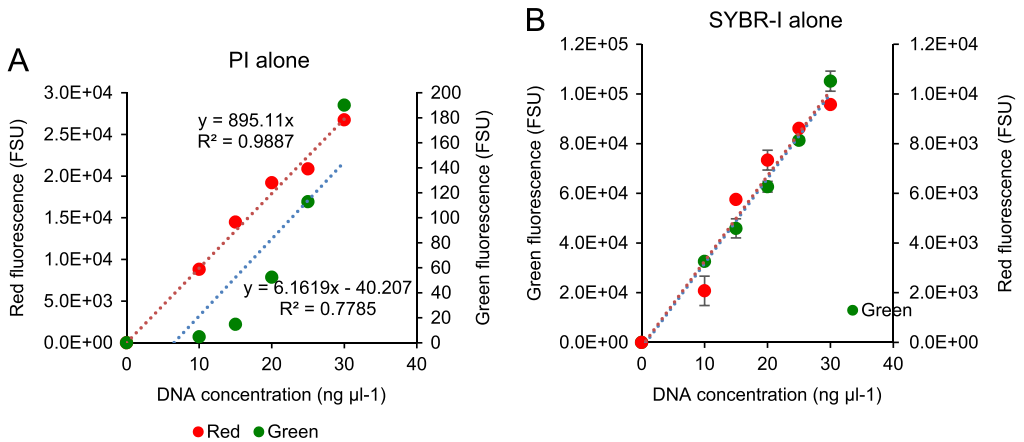 A
PI alone
Red fluorescence (FSU)
3.0E+04
2.5E+04
2.0E+04
1.5E+04
1.0E+04
5.0E+03
0.0E+00
y = 895.11x
R² = 0.9887
y = 6.1619x - 40.207
R² = 0.7785
200
180
160
140
120
100
80
60
40
20
0
Green fluorescence (FSU)
0 10 20 30 40
DNA concentration (ng µl-1)
Red Green
B
SYBR-I alone
Green fluorescence (FSU)
1.2E+05
1.0E+05
8.0E+04
6.0E+04
4.0E+04
2.0E+04
0.0E+00
Green
1.2E+04
1.0E+04
8.0E+03
6.0E+03
4.0E+03
2.0E+03
0.0E+00
Red fluorescence (FSU)
0 10 20 30 40
DNA concentration (ng µl-1)